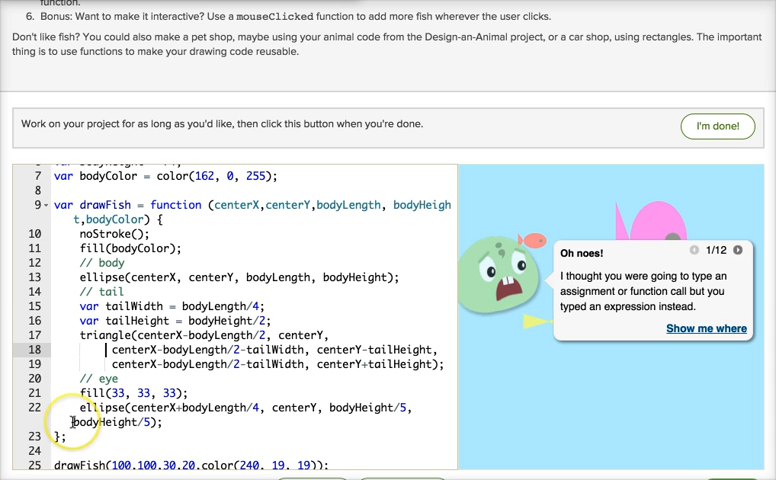 function.
6. Bonus: Want to make it interactive? Use a mouseClicked function to add more fish wherever the user clicks.
Don't like fish? You could also make a pet shop, maybe using your animal code from the Design-an-Animal project, or a car shop, using rectangles. The important
thing is to use functions to make your drawing code reusable.
Work on your project for as long as you'd like, then click this button when you're done.
I'm done!
7 var bodyColor = color(162, 0, 255);
8
9 var drawFish = function (centerX,centerY,bodyLength, bodyHeigh
t,bodyColor) {
10 noStroke();
11 fill(bodyColor);
12 // body
13 ellipse(centerX, centerY, bodyLength, bodyHeight);
14 // tail
15 var tailWidth = bodyLength/4;
16 var tailHeight = bodyHeight/2;
17 triangle(centerX-bodyLength/2, centerY,
18 centerX-bodyLength/2-tailWidth, centerY-tailHeight,
19 centerX-bodyLength/2-tailWidth, centerY+tailHeight);
20 // eye
21 fill(33, 33, 33);
22 ellipse(centerX+bodyLength/4, centerY, bodyHeight/5,
bodyHeight/5);
23 };
24
25 drawFish(100,100,30,20,color(240, 19, 19));
Oh noes!
1/12
I thought you were going to type an
assignment or function call but you
typed an expression instead.
Show me where